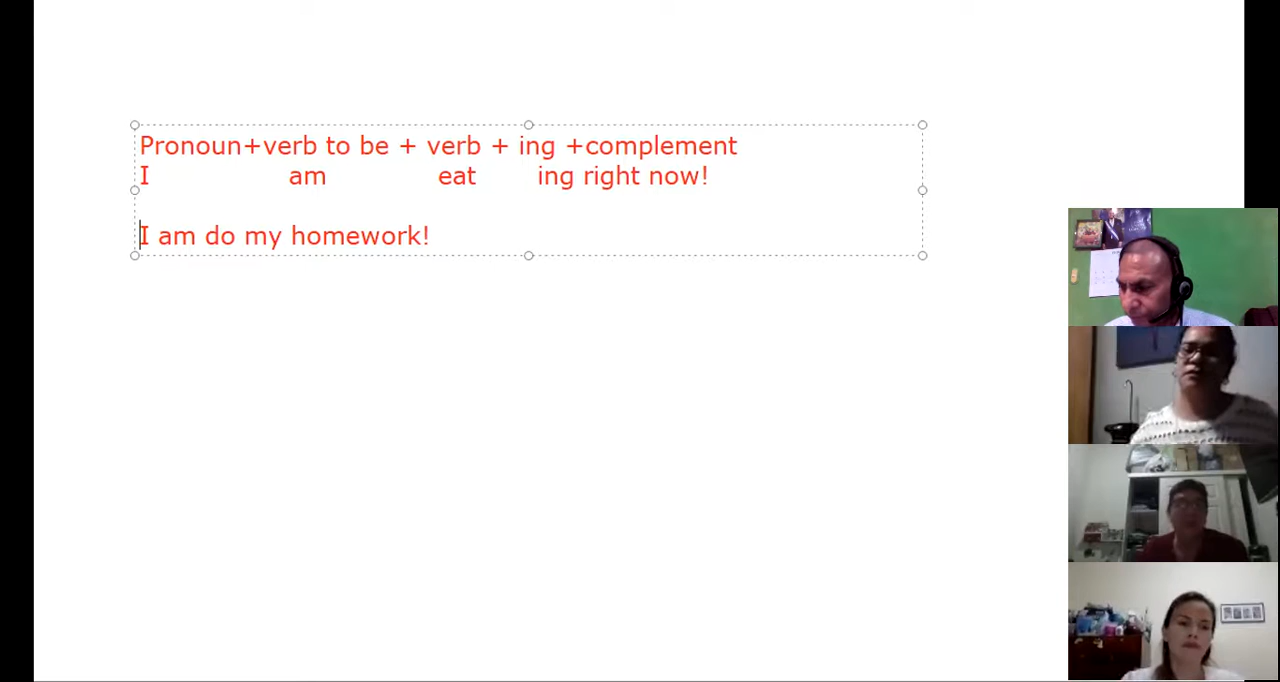 Pronoun+verb to be + verb + ing +complement
I am eat ing right now!
I am do my homework!